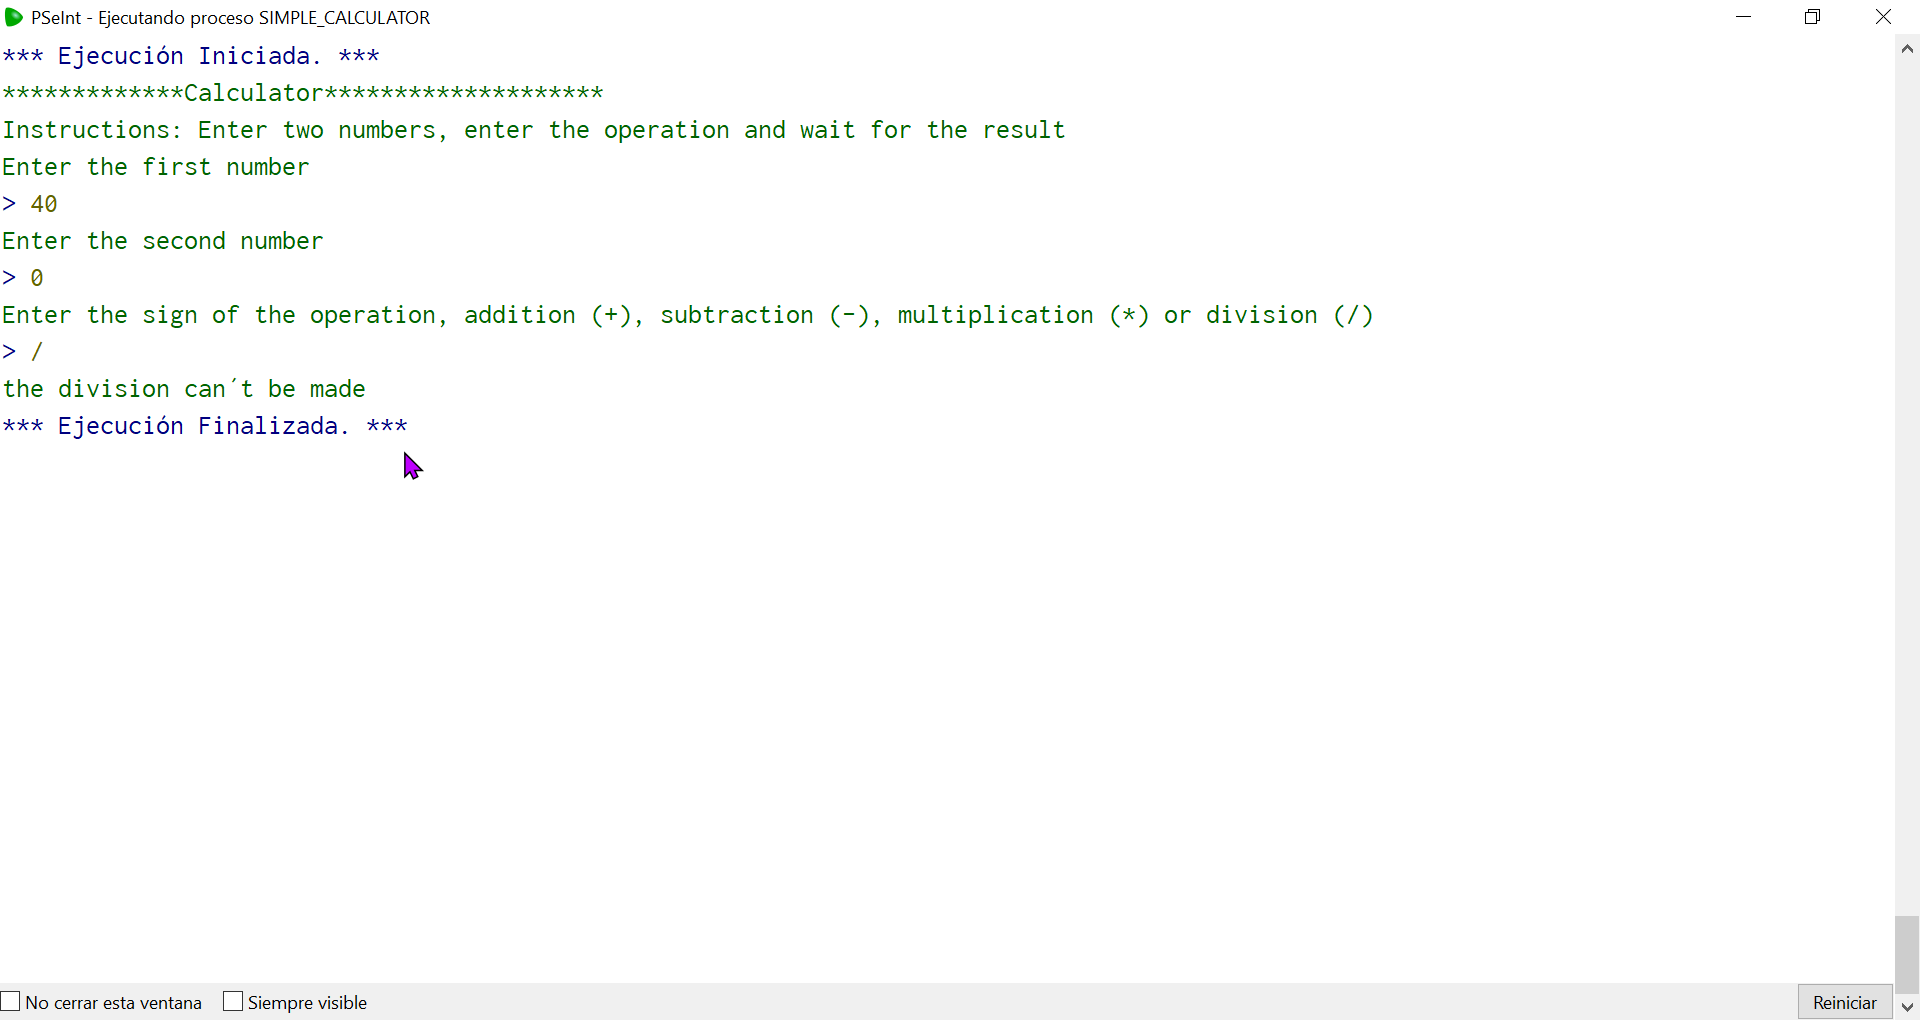 PSeInt - Ejecutando proceso SIMPLE_CALCULATOR
*** Ejecución Iniciada. ***
*************Calculator********************
Instructions: Enter two numbers, enter the operation and wait for the result
Enter the first number
> 40
Enter the second number
> 0
Enter the sign of the operation, addition (+), subtraction (-), multiplication (*) or division (/)
> /
the division can´t be made
*** Ejecución Finalizada. ***
No cerrar esta ventana Siempre visible Reiniciar